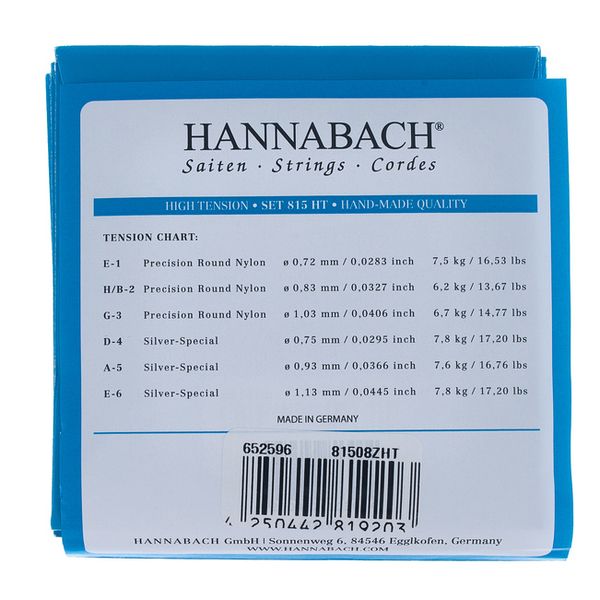 HANNABACH®
Saiten · Strings · Cordes
HIGH TENSION • SET 815 HT • HAND-MADE QUALITY
TENSION CHART:
E-1 Precision Round Nylon ø 0,72 mm / 0,0283 inch 7,5 kg / 16,53 lbs
H/B-2 Precision Round Nylon ø 0,83 mm / 0,0327 inch 6,2 kg / 13,67 lbs
G-3 Precision Round Nylon ø 1,03 mm / 0,0406 inch 6,7 kg / 14,77 lbs
D-4 Silver-Special ø 0,75 mm / 0,0295 inch 7,8 kg / 17,20 lbs
A-5 Silver-Special ø 0,93 mm / 0,0366 inch 7,6 kg / 16,76 lbs
E-6 Silver-Special ø 1,13 mm / 0,0445 inch 7,8 kg / 17,20 lbs
MADE IN GERMANY
652596 81508ZHT
4 250442 819203
HANNABACH GmbH | Sonnenweg 6, 84546 Egglkofen, Germany
WWW.HANNABACH.COM